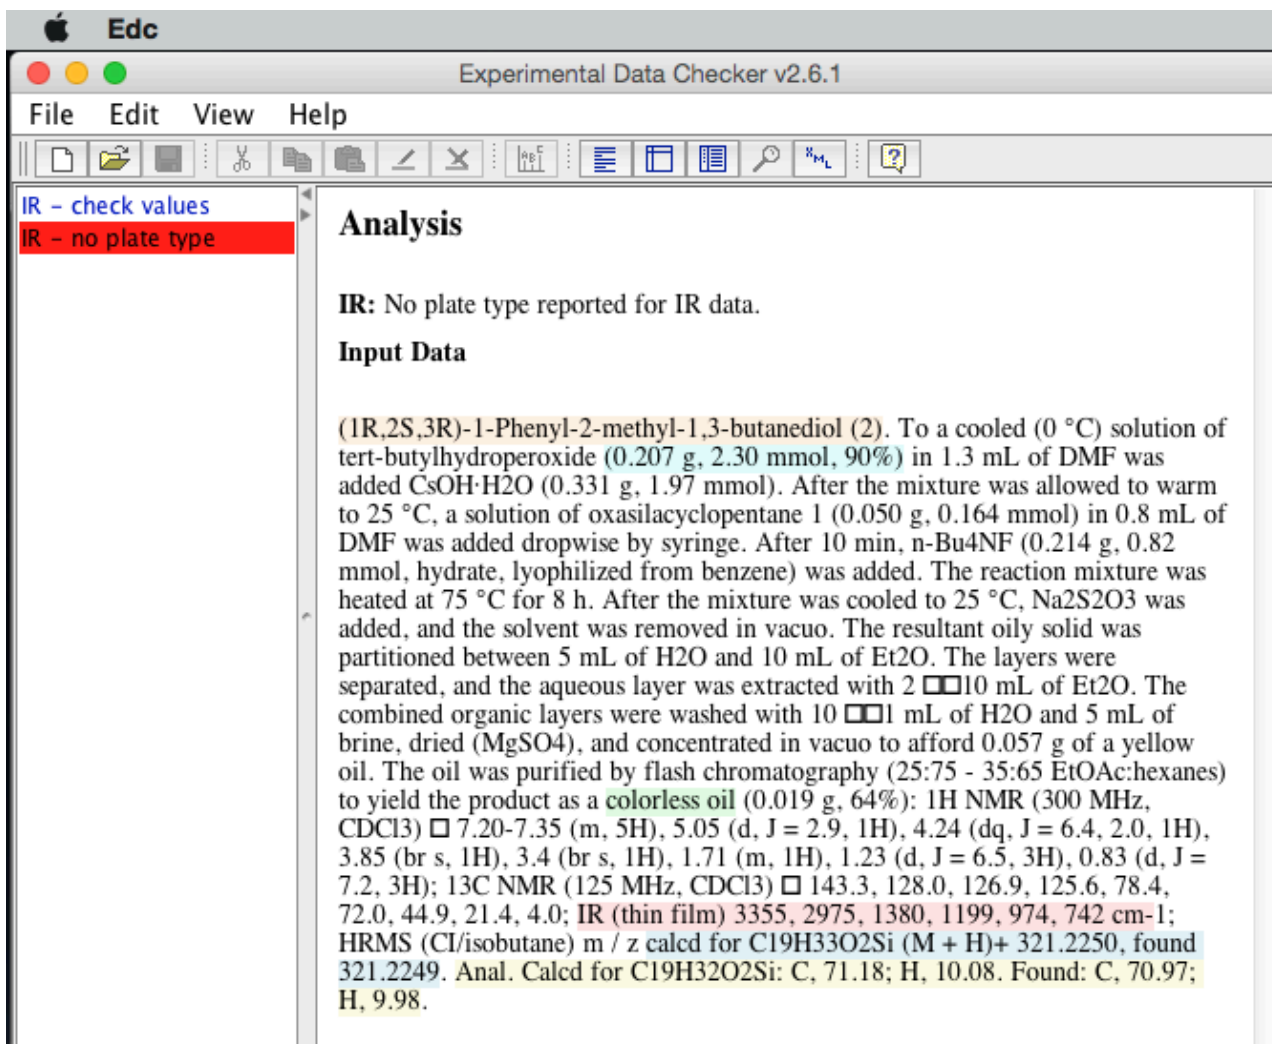 Edc
Experimental Data Checker v2.6.1
File Edit View Help
ABC
XML
?
IR – check values
IR – no plate type
Analysis
IR: No plate type reported for IR data.
Input Data
(1R,2S,3R)-1-Phenyl-2-methyl-1,3-butanediol (2). To a cooled (0 °C) solution of
tert-butylhydroperoxide (0.207 g, 2.30 mmol, 90%) in 1.3 mL of DMF was
added CsOH·H2O (0.331 g, 1.97 mmol). After the mixture was allowed to warm
to 25 °C, a solution of oxasilacyclopentane 1 (0.050 g, 0.164 mmol) in 0.8 mL of
DMF was added dropwise by syringe. After 10 min, n-Bu4NF (0.214 g, 0.82
mmol, hydrate, lyophilized from benzene) was added. The reaction mixture was
heated at 75 °C for 8 h. After the mixture was cooled to 25 °C, Na2S2O3 was
added, and the solvent was removed in vacuo. The resultant oily solid was
partitioned between 5 mL of H2O and 10 mL of Et2O. The layers were
separated, and the aqueous layer was extracted with 2 □□10 mL of Et2O. The
combined organic layers were washed with 10 □□1 mL of H2O and 5 mL of
brine, dried (MgSO4), and concentrated in vacuo to afford 0.057 g of a yellow
oil. The oil was purified by flash chromatography (25:75 - 35:65 EtOAc:hexanes)
to yield the product as a colorless oil (0.019 g, 64%): 1H NMR (300 MHz,
CDCl3) □ 7.20-7.35 (m, 5H), 5.05 (d, J = 2.9, 1H), 4.24 (dq, J = 6.4, 2.0, 1H),
3.85 (br s, 1H), 3.4 (br s, 1H), 1.71 (m, 1H), 1.23 (d, J = 6.5, 3H), 0.83 (d, J =
7.2, 3H); 13C NMR (125 MHz, CDCl3) □ 143.3, 128.0, 126.9, 125.6, 78.4,
72.0, 44.9, 21.4, 4.0; IR (thin film) 3355, 2975, 1380, 1199, 974, 742 cm-1;
HRMS (CI/isobutane) m / z calcd for C19H33O2Si (M + H)+ 321.2250, found
321.2249. Anal. Calcd for C19H32O2Si: C, 71.18; H, 10.08. Found: C, 70.97;
H, 9.98.